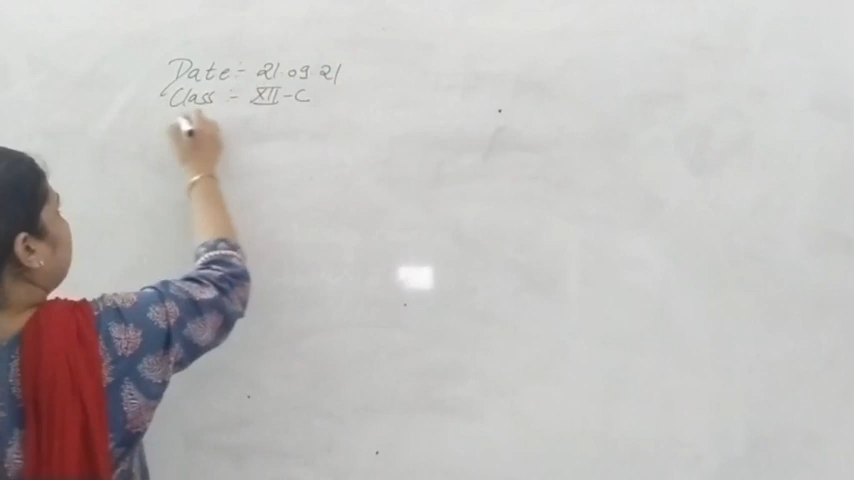 Date :- 21.09.21
Class :- XII-C